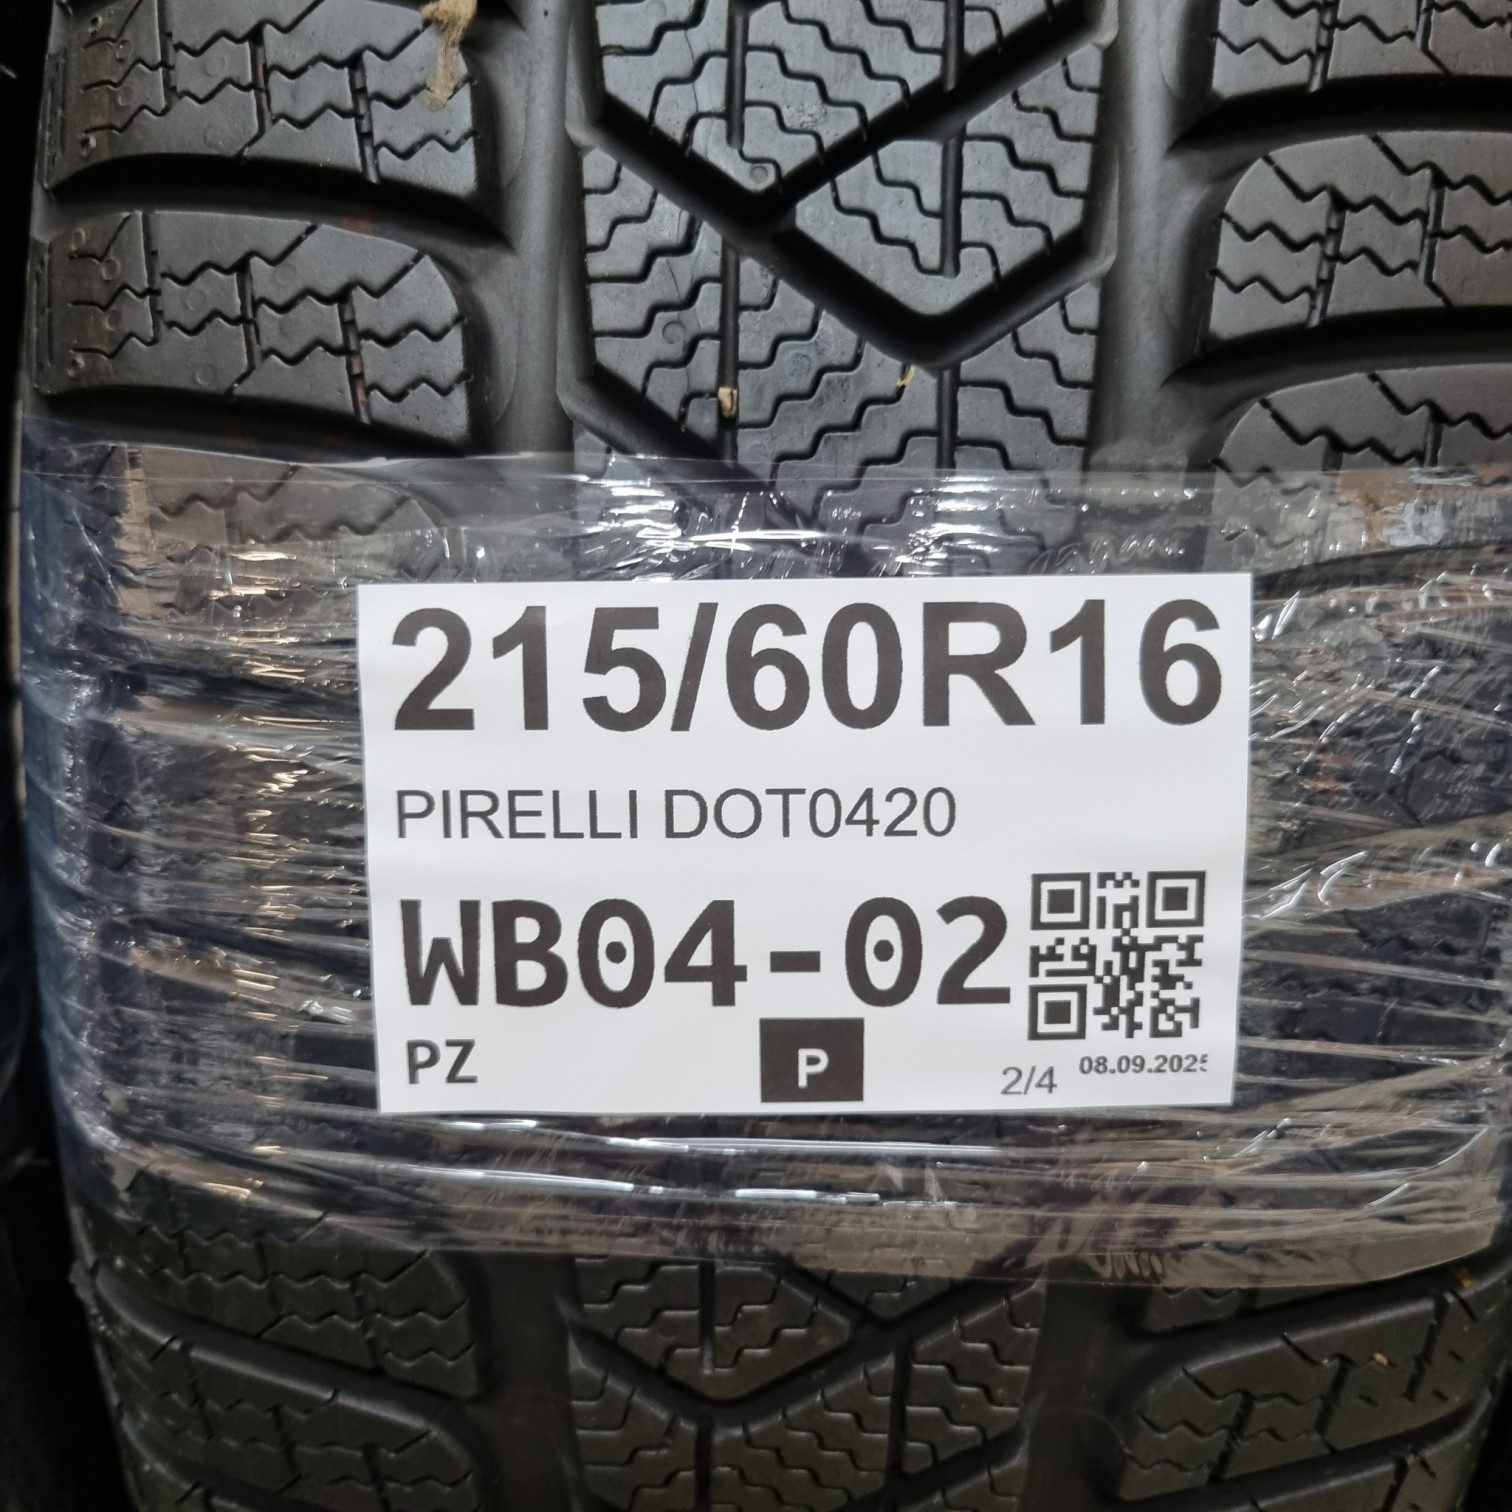 215/60R16
PIRELLI DOT0420
WB04-02
PZ P 2/4 08.09.2025